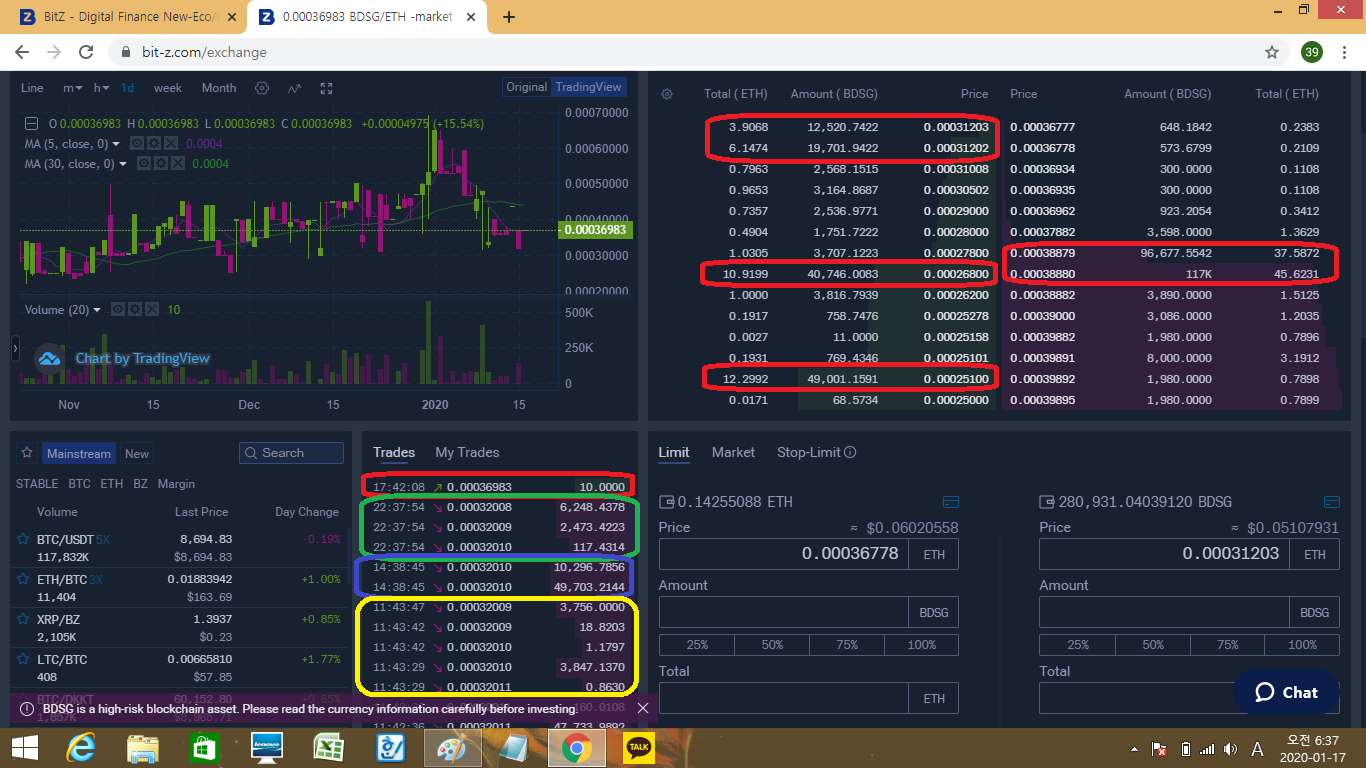 BitZ - Digital Finance New-Eco/
0.00036983 BDSG/ETH -market
bit-z.com/exchange
39
Line m h 1d week Month Original TradingView
O 0.00036983 H 0.00036983 L 0.00036983 C 0.00036983 +0.00004975 (+15.54%)
MA (5, close, 0) 0.0004
MA (30, close, 0) 0.0004
0.00070000
0.00060000
0.00050000
0.00040000
0.00036983
0.00030000
0.00020000
Volume (20) 10
500K
250K
0
Chart by TradingView
Nov 15 Dec 15 2020 15
Total ( ETH) Amount ( BDSG) Price Price Amount ( BDSG) Total ( ETH)
3.9068 12,520.7422 0.00031203 0.00036777 648.1842 0.2383
6.1474 19,701.9422 0.00031202 0.00036778 573.6799 0.2109
0.7963 2,568.1515 0.00031008 0.00036934 300.0000 0.1108
0.9653 3,164.8687 0.00030502 0.00036935 300.0000 0.1108
0.7357 2,536.9771 0.00029000 0.00036962 923.2054 0.3412
0.4904 1,751.7222 0.00028000 0.00037882 3,598.0000 1.3629
1.0305 3,707.1223 0.00027800 0.00038879 96,677.5542 37.5872
10.9199 40,746.0083 0.00026800 0.00038880 117K 45.6231
1.0000 3,816.7939 0.00026200 0.00038882 3,890.0000 1.5125
0.1917 758.7476 0.00025278 0.00039000 3,086.0000 1.2035
0.0027 11.0000 0.00025158 0.00039882 1,980.0000 0.7896
0.1931 769.4346 0.00025101 0.00039891 8,000.0000 3.1912
12.2992 49,001.1591 0.00025100 0.00039892 1,980.0000 0.7898
0.0171 68.5734 0.00025000 0.00039895 1,980.0000 0.7899
Mainstream New Search
STABLE BTC ETH BZ Margin
Volume Last Price Day Change
BTC/USDT 5X 8,694.83 -0.19%
117,832K $8,694.83
ETH/BTC 3X 0.01883942 +1.00%
11,404 $163.69
XRP/BZ 1.3937 +0.85%
2,105K $0.23
LTC/BTC 0.00665810 +1.77%
408 $57.85
BTC/DKKT 60,152.80 +0.65%
1,857K $8,965.71
Trades My Trades
17:42:08 0.00036983 10.0000
22:37:54 0.00032008 6,248.4378
22:37:54 0.00032009 2,473.4223
22:37:54 0.00032010 117.4314
14:38:45 0.00032010 10,296.7856
14:38:45 0.00032010 49,703.2144
11:43:47 0.00032009 3,756.0000
11:43:42 0.00032009 18.8203
11:43:42 0.00032010 1.1797
11:43:29 0.00032010 3,847.1370
11:43:29 0.00032011 0.8630
11:42:36 0.00032011 47,733.9892
BDSG is a high-risk blockchain asset. Please read the currency information carefully before investing.
Limit Market Stop-Limit
0.14255088 ETH
Price ≈ $0.06020558
0.00036778 ETH
Amount
BDSG
25% 50% 75% 100%
Total
ETH
280,931.04039120 BDSG
Price ≈ $0.05107931
0.00031203 ETH
Amount
BDSG
25% 50% 75% 100%
Total
Chat
lenovo
TALK
A
오전 6:37
2020-01-17